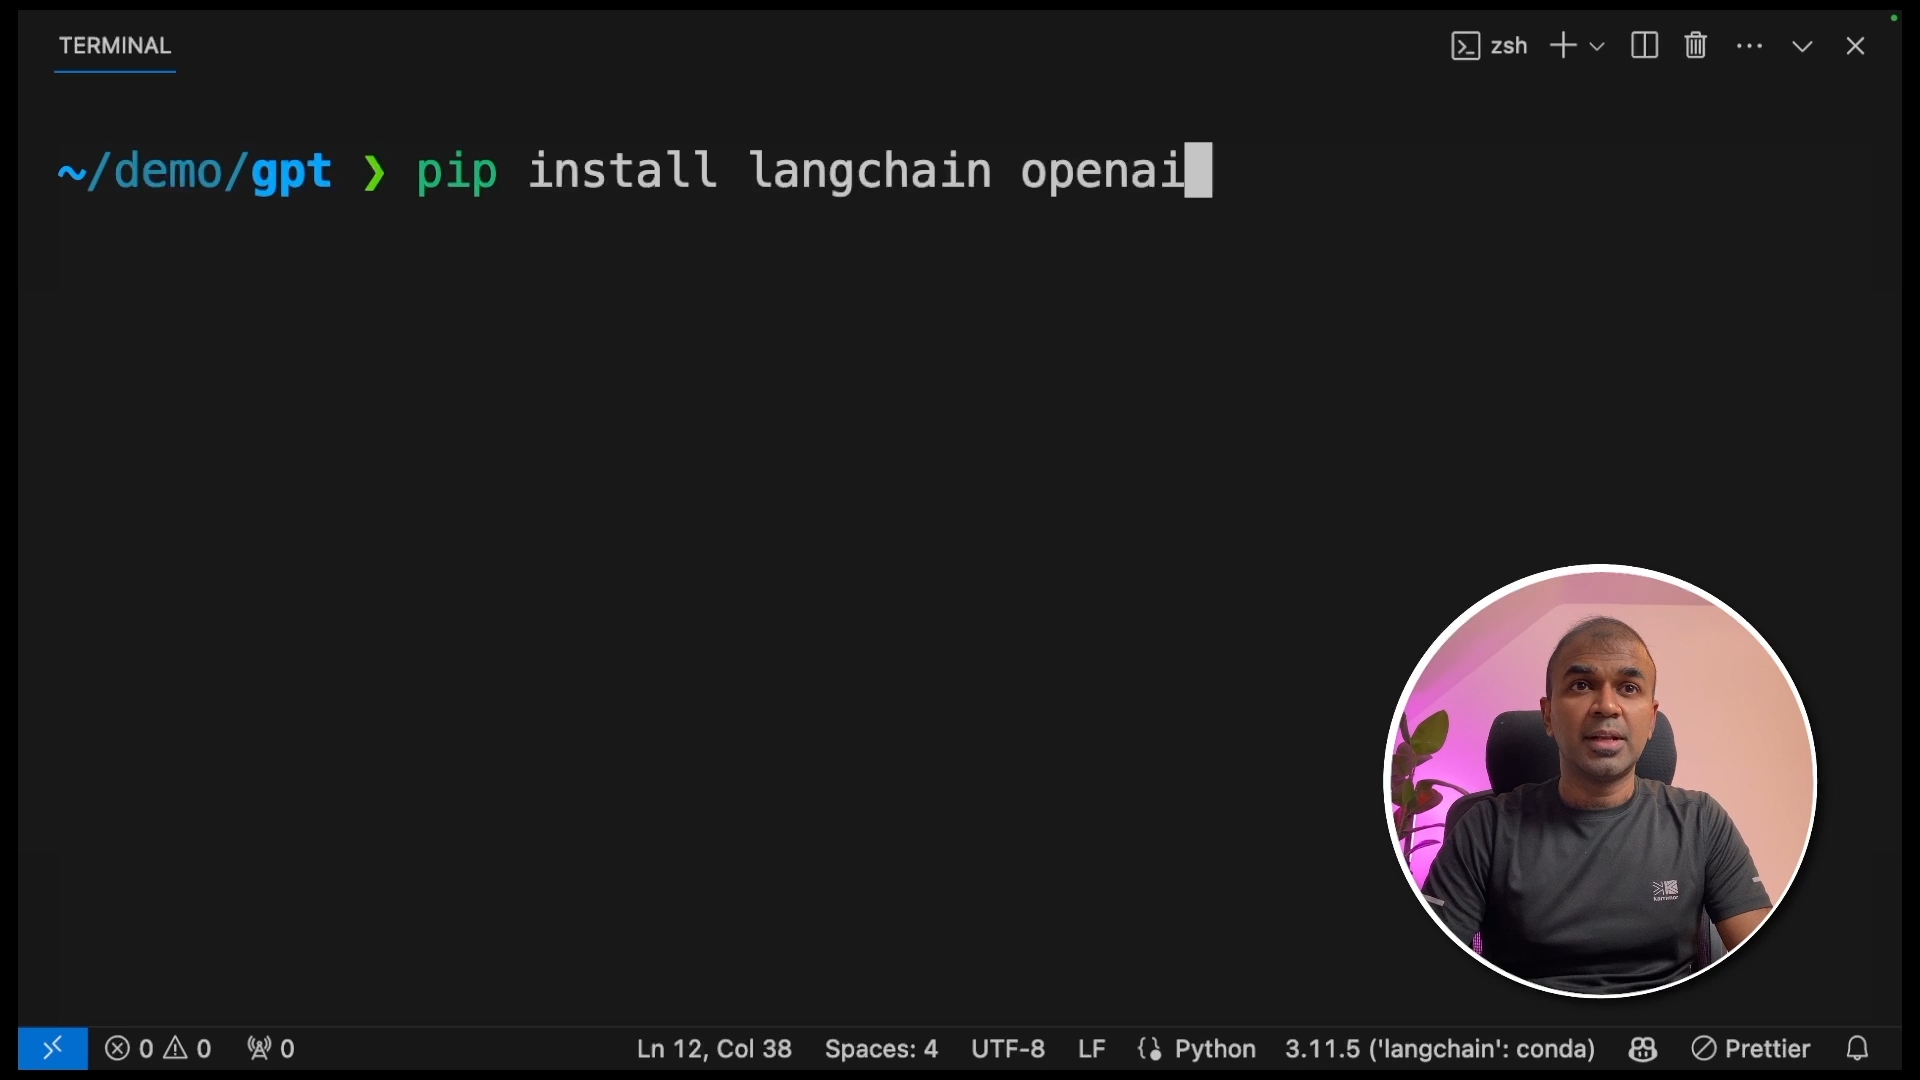 TERMINAL
zsh
~/demo/gpt ❯ pip install langchain openai
karrimor
0 0 0 Ln 12, Col 38 Spaces: 4 UTF-8 LF Python 3.11.5 ('langchain': conda) Prettier